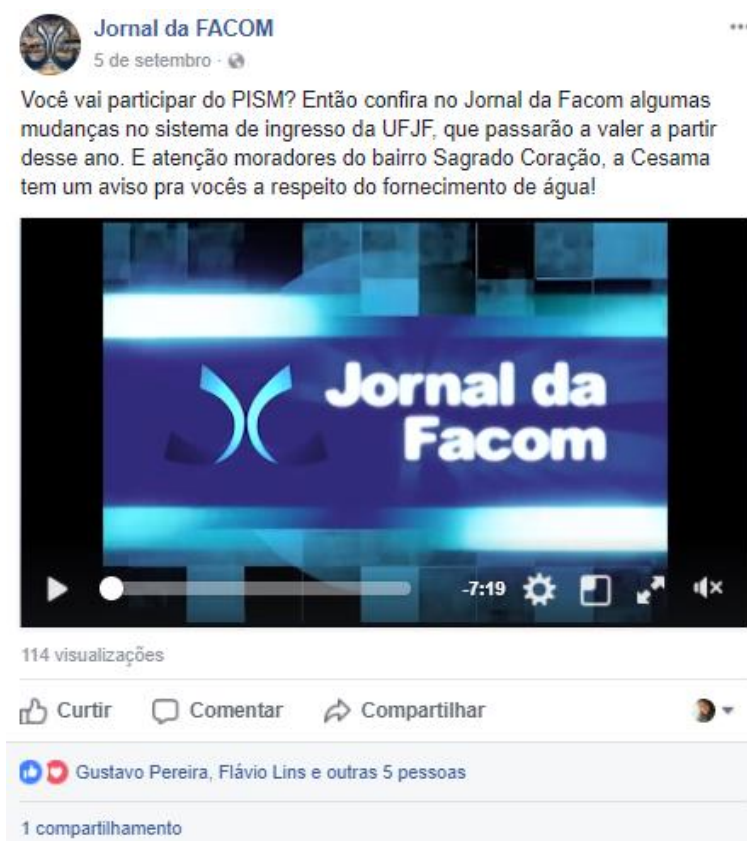 Jornal da FACOM
5 de setembro ·
Você vai participar do PISM? Então confira no Jornal da Facom algumas
mudanças no sistema de ingresso da UFJF, que passarão a valer a partir
desse ano. E atenção moradores do bairro Sagrado Coração, a Cesama
tem um aviso pra vocês a respeito do fornecimento de água!
Jornal da
Facom
-7:19
114 visualizações
Curtir Comentar Compartilhar
Gustavo Pereira, Flávio Lins e outras 5 pessoas
1 compartilhamento